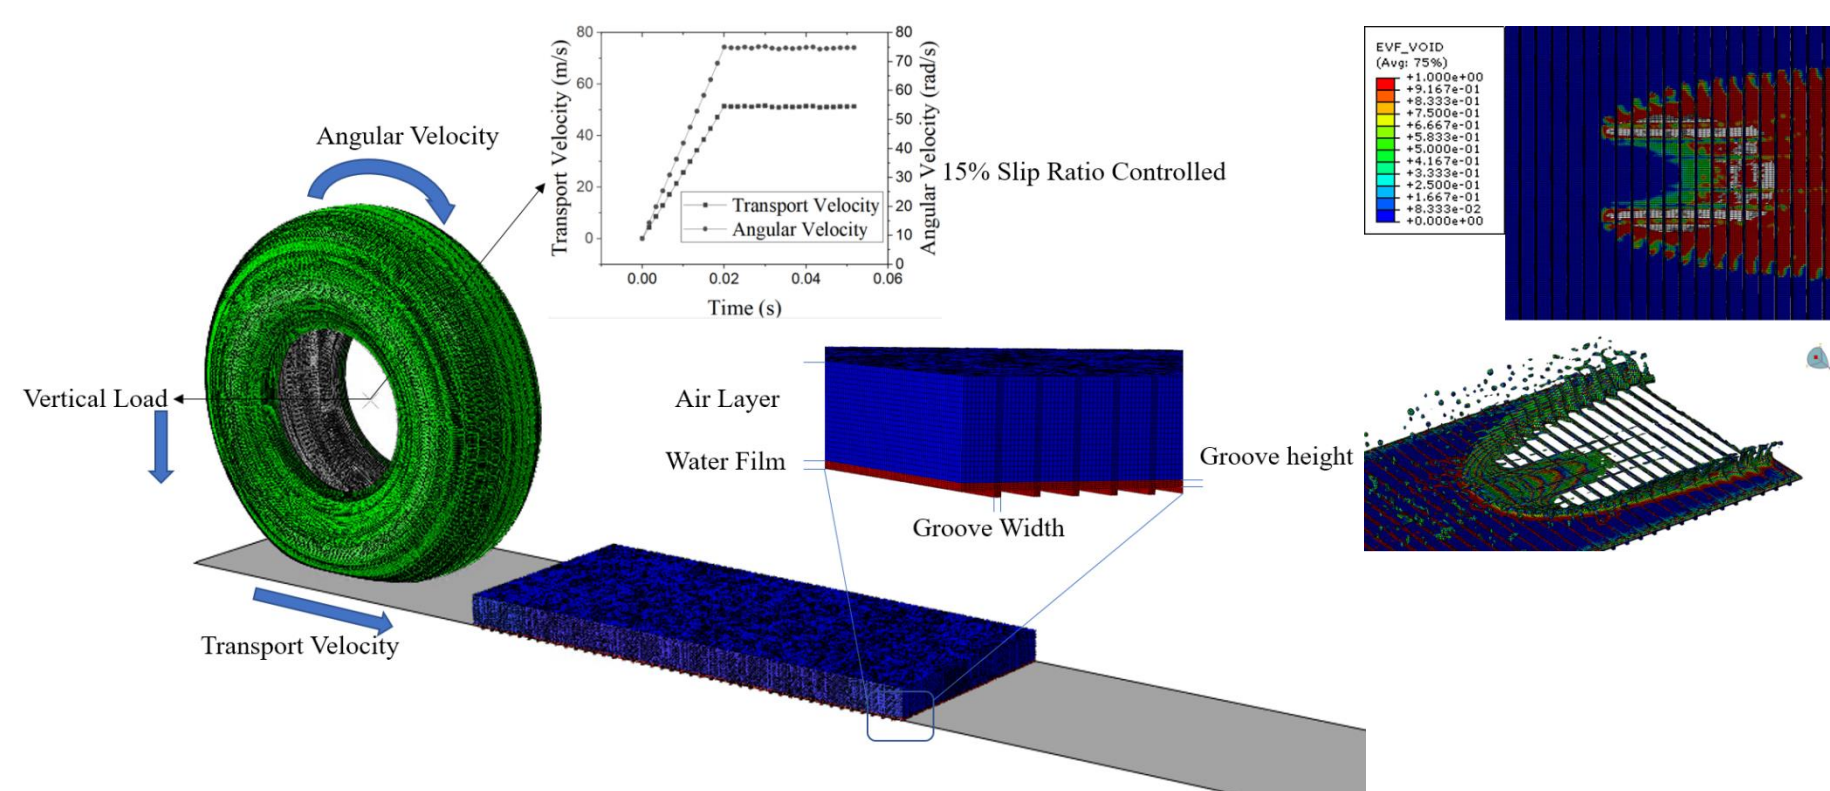 Angular Velocity
Vertical Load
Transport Velocity
Transport Velocity (m/s)
80
60
40
20
0
80
70
60
50
40
30
20
10
0
Angular Velocity (rad/s)
Transport Velocity
Angular Velocity
0.00
0.02
0.04
0.06
Time (s)
15% Slip Ratio Controlled
Air Layer
Water Film
Groove Width
Groove height
EVF_VOID
(Avg: 75%)
+1.000e+00
+9.167e-01
+8.333e-01
+7.500e-01
+6.667e-01
+5.833e-01
+5.000e-01
+4.167e-01
+3.333e-01
+2.500e-01
+1.667e-01
+8.333e-02
+0.000e+00